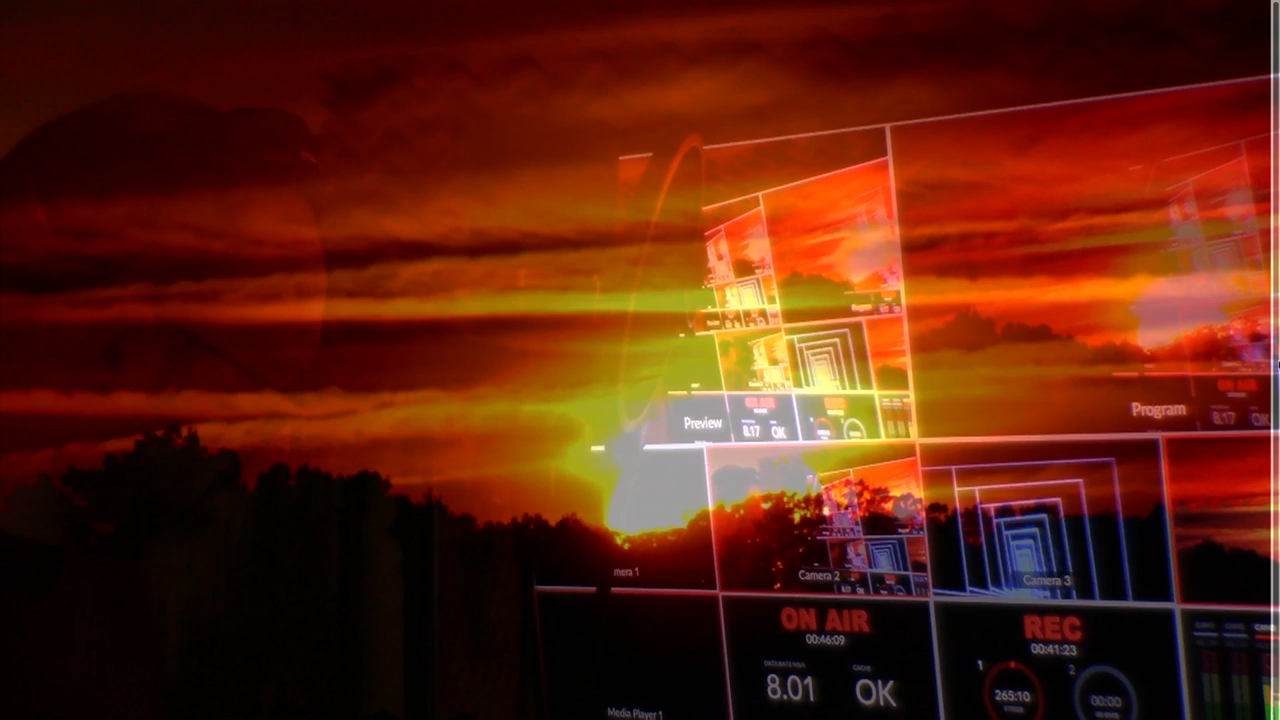 Preview
8.17
OK
Program
8.17
OK
mera 1
Camera 2
Camera 3
ON AIR
00:46:09
8.01
OK
REC
00:41:23
1
2
265:10
00:00
Media Player 1